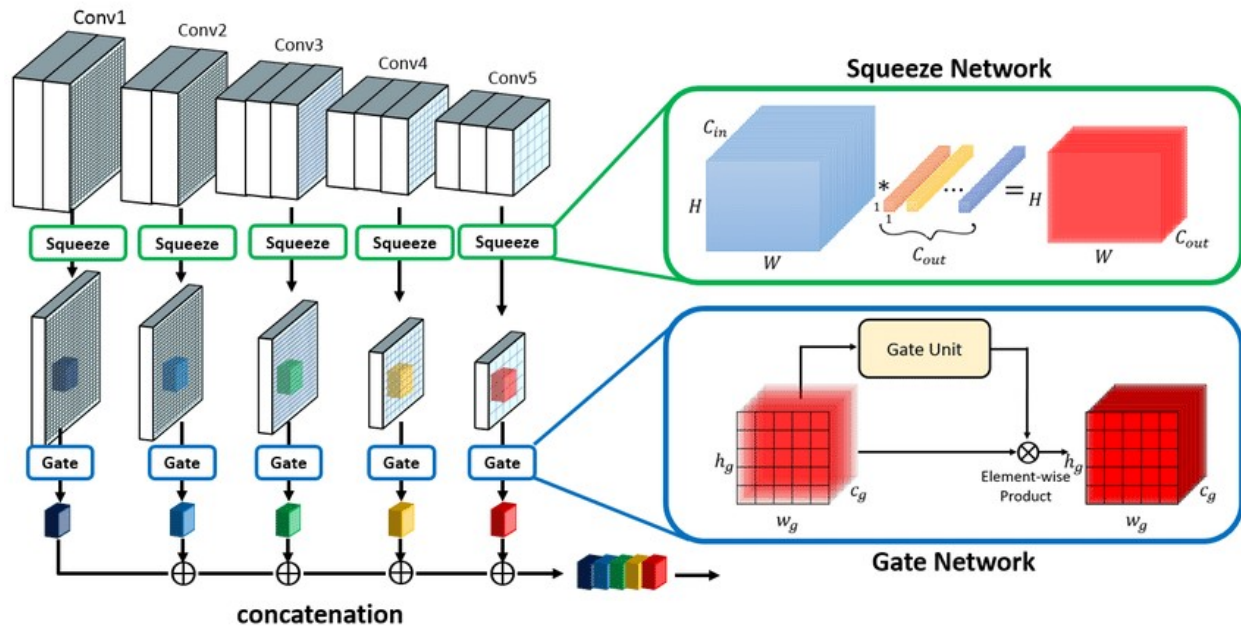 Conv1
Conv2
Conv3
Conv4
Conv5
Squeeze
Squeeze
Squeeze
Squeeze
Squeeze
Gate
Gate
Gate
Gate
Gate
concatenation
Squeeze Network
C_in
H
W
*
1
1
...
C_out
=
H
W
C_out
Gate Unit
h_g
w_g
c_g
Element-wise
Product
h_g
w_g
c_g
Gate Network